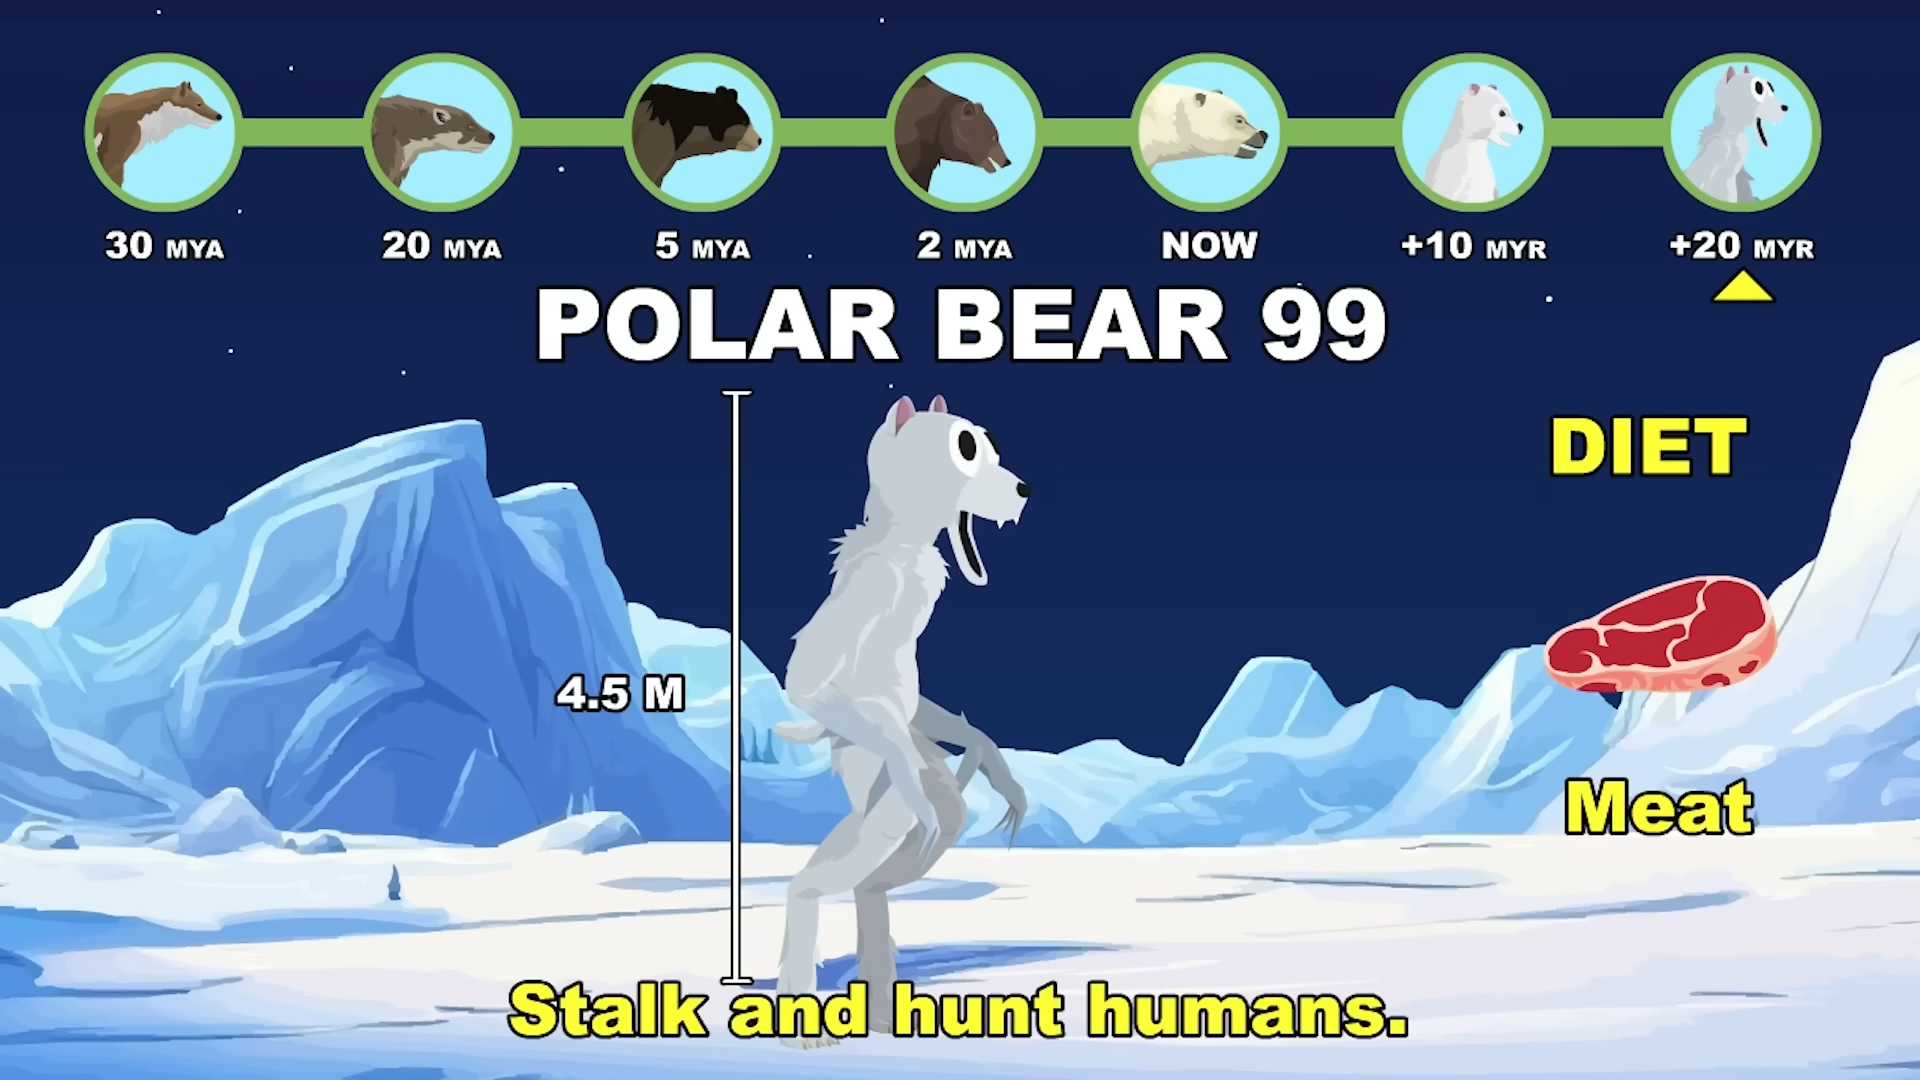 30 MYA
20 MYA
5 MYA
2 MYA
NOW
+10 MYR
+20 MYR
POLAR BEAR 99
DIET
4.5 M
Meat
Stalk and hunt humans.